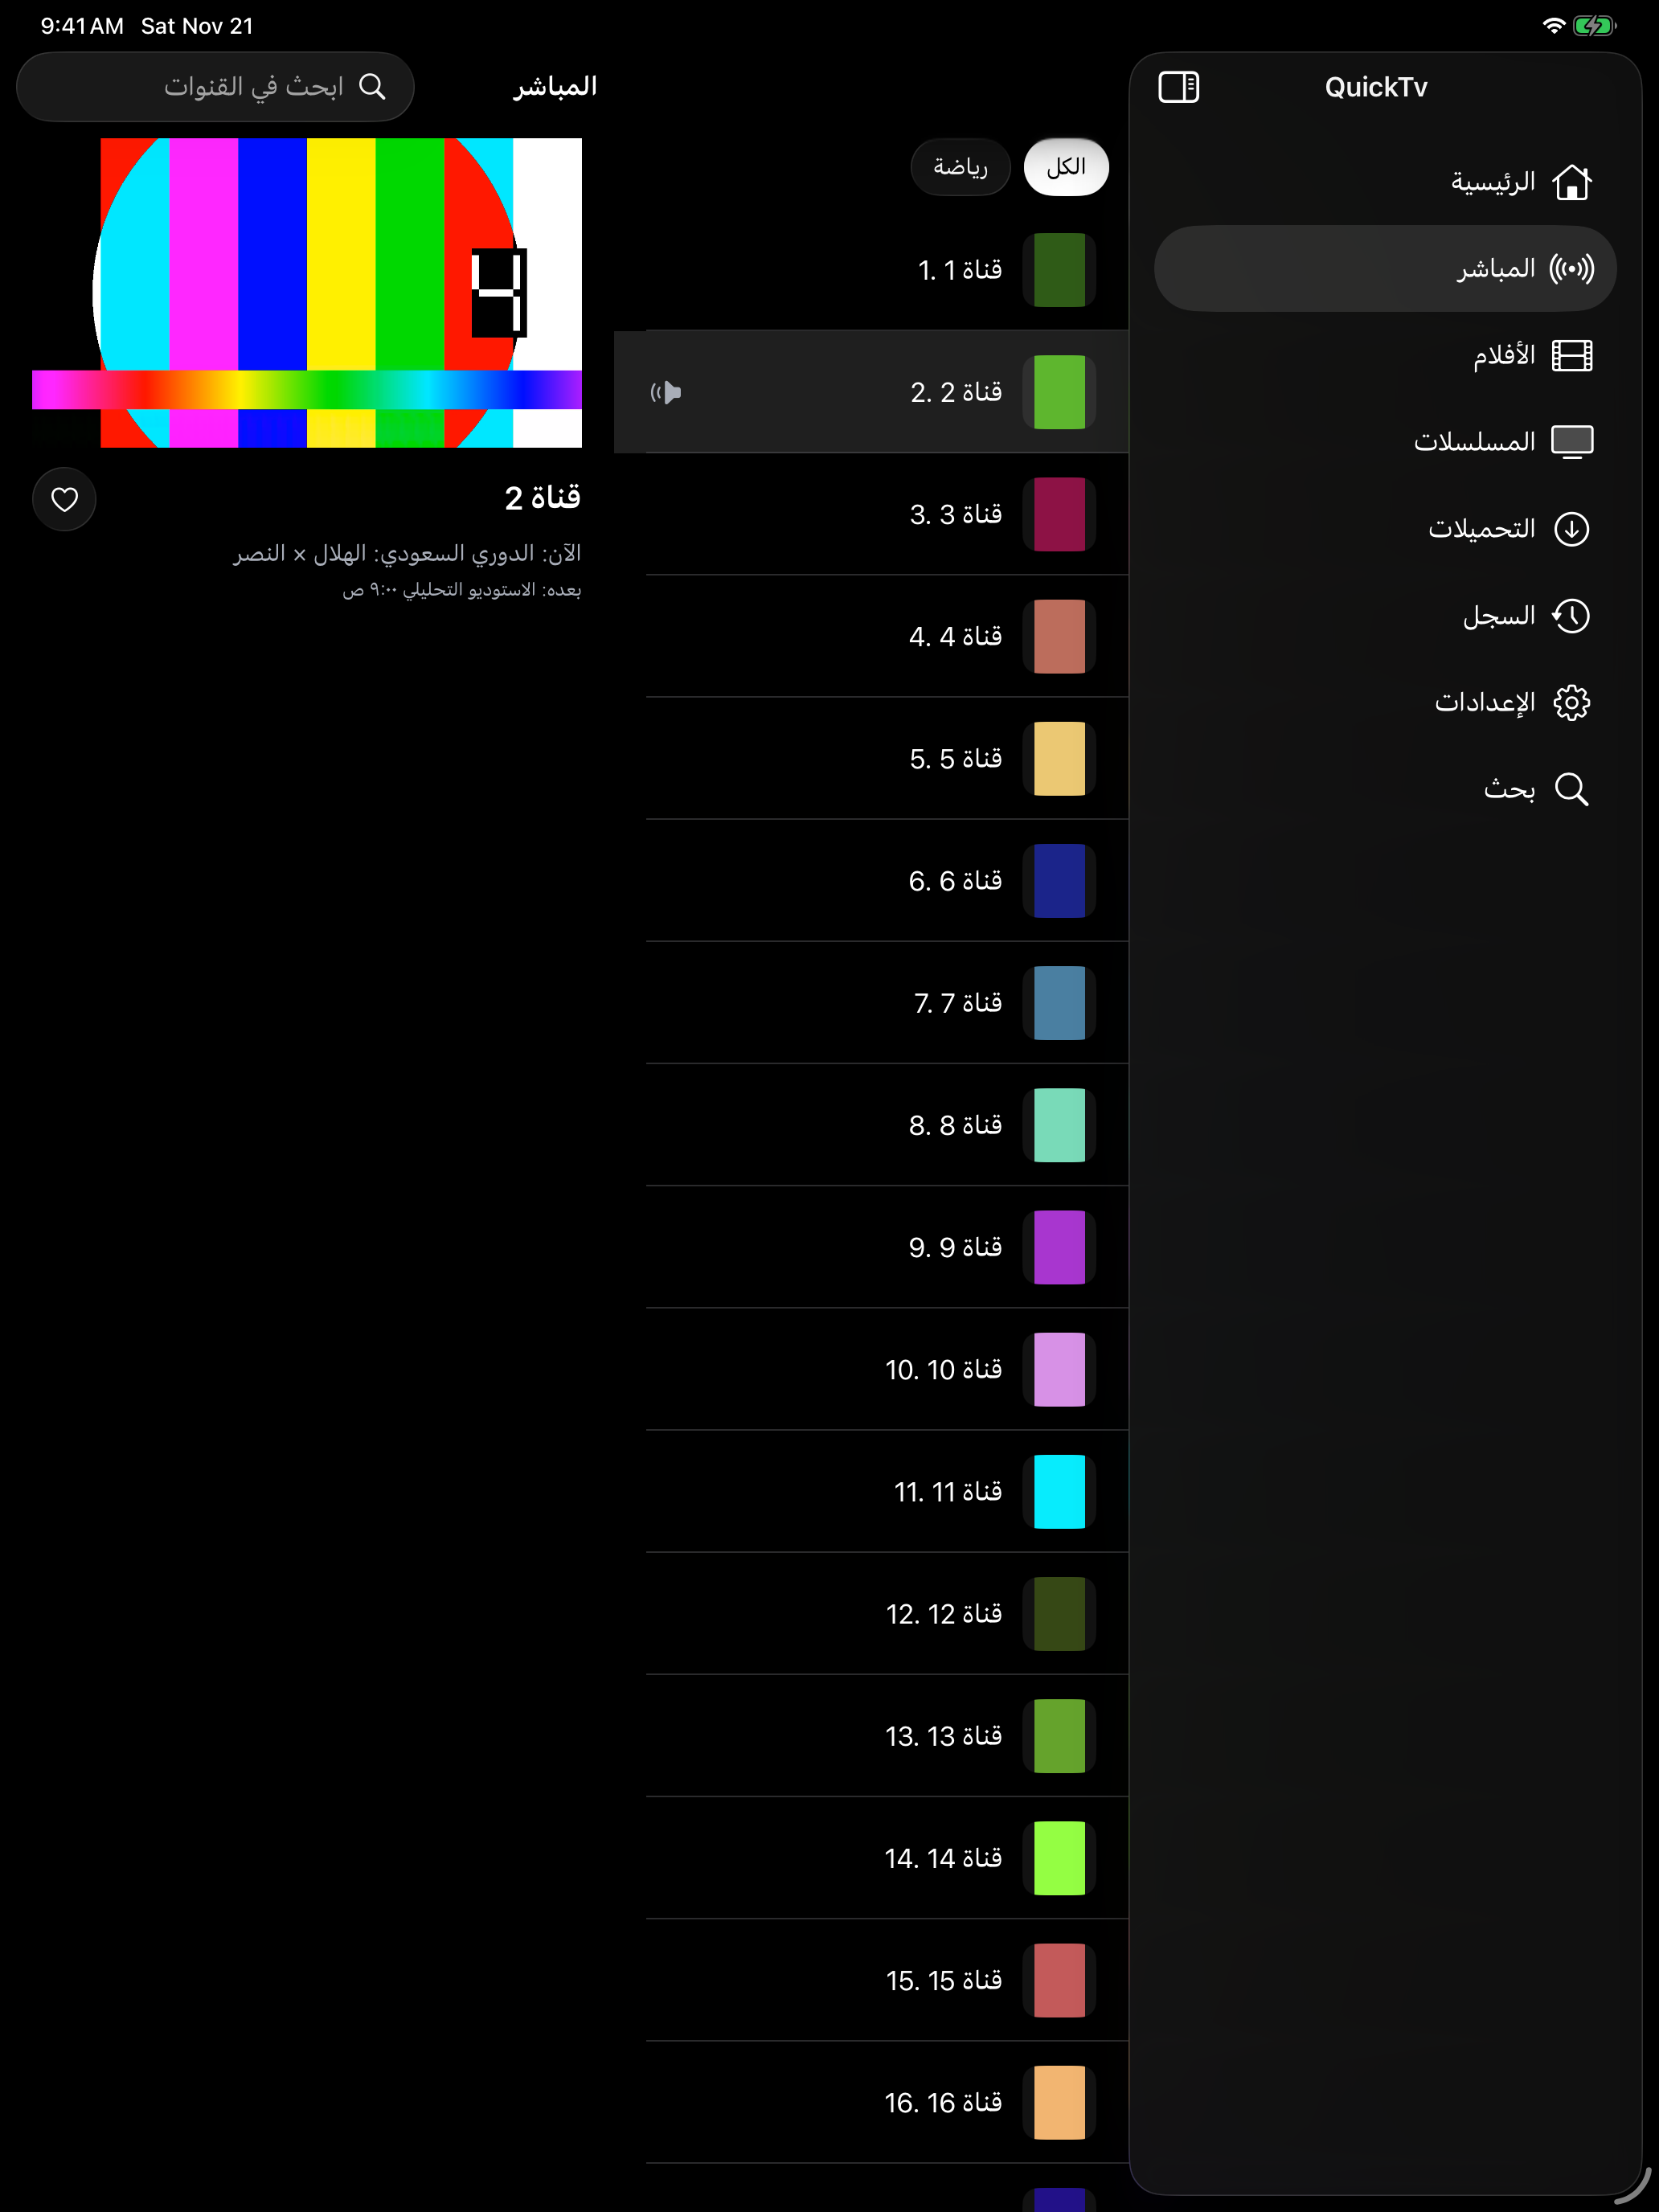 9:41 AM Sat Nov 21
QuickTv
الرئيسية
المباشر
الأفلام
المسلسلات
التحميلات
السجل
الإعدادات
بحث
الكل
رياضة
1. قناة 1
2. قناة 2
3. قناة 3
4. قناة 4
5. قناة 5
6. قناة 6
7. قناة 7
8. قناة 8
9. قناة 9
10. قناة 10
11. قناة 11
12. قناة 12
13. قناة 13
14. قناة 14
15. قناة 15
16. قناة 16
المباشر
ابحث في القنوات
4
قناة 2
الآن: الدوري السعودي: الهلال × النصر
بعده: الاستوديو التحليلي ٩:٠٠ ص